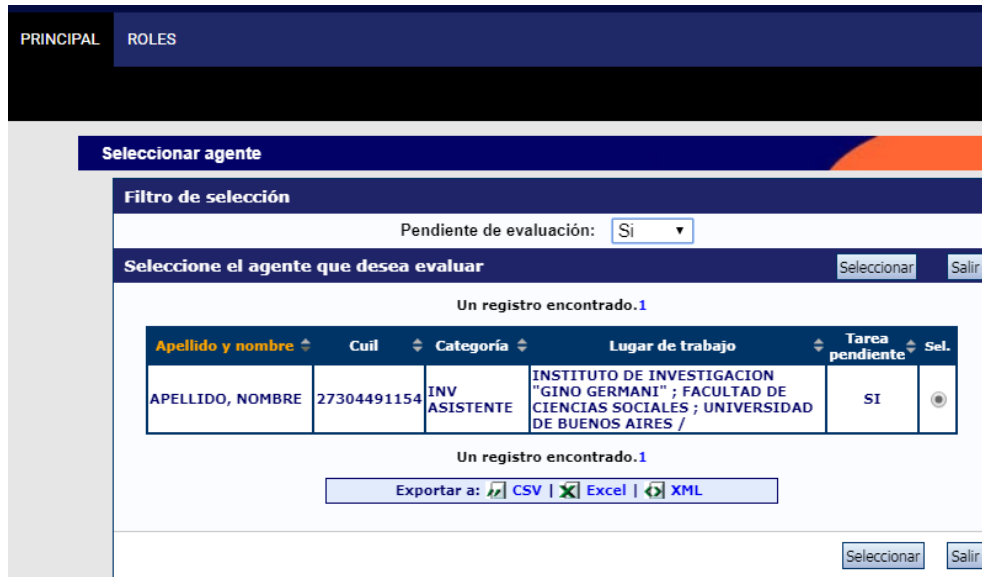 PRINCIPAL ROLES
Seleccionar agente
Filtro de selección
Pendiente de evaluación: Si
Seleccione el agente que desea evaluar Seleccionar Salir
Un registro encontrado.1
Apellido y nombre Cuil Categoría Lugar de trabajo Tarea pendiente Sel.
APELLIDO, NOMBRE 27304491154 INV ASISTENTE INSTITUTO DE INVESTIGACION
"GINO GERMANI" ; FACULTAD DE
CIENCIAS SOCIALES ; UNIVERSIDAD
DE BUENOS AIRES / SI
Un registro encontrado.1
Exportar a: CSV | Excel | XML
Seleccionar Salir